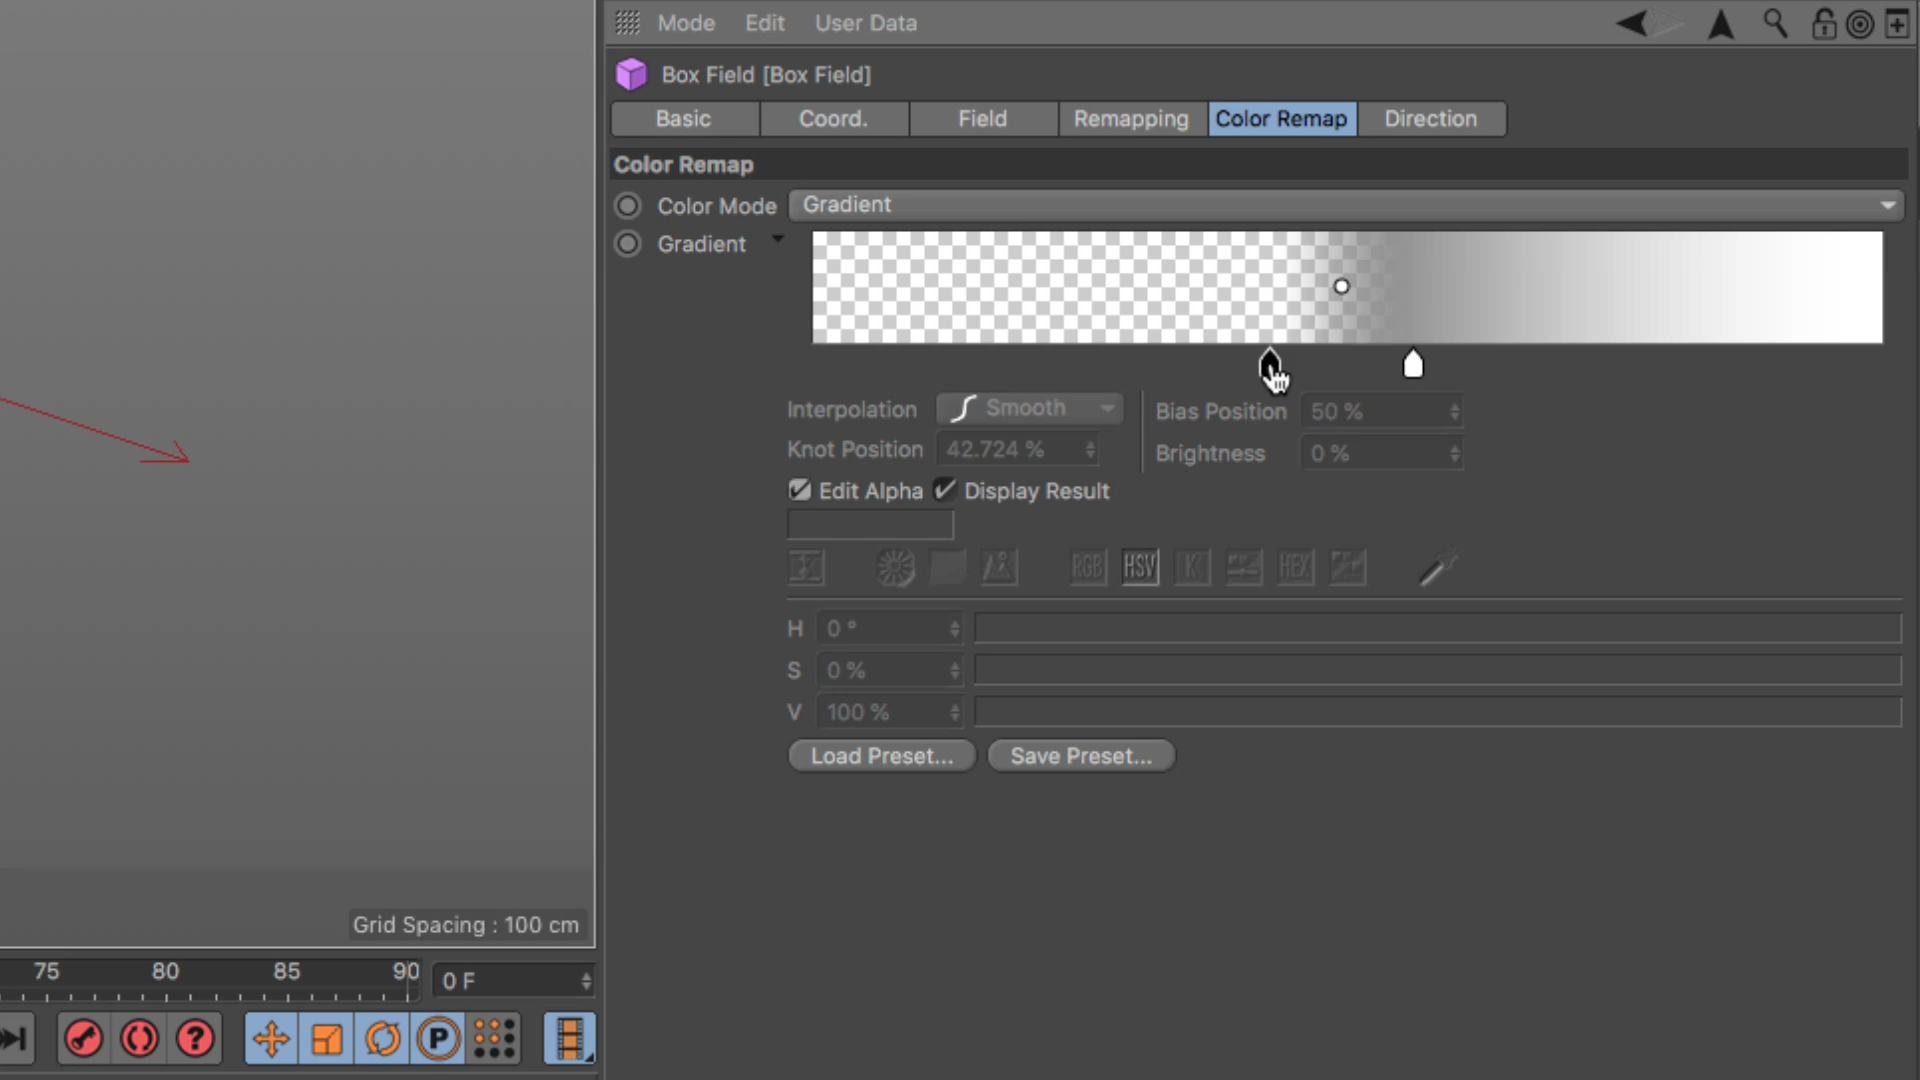 Mode Edit User Data
Box Field [Box Field]
Basic Coord. Field Remapping Color Remap Direction
Color Remap
Color Mode Gradient
Gradient
Interpolation Smooth Bias Position 50 %
Knot Position 42.724 % Brightness 0 %
Edit Alpha Display Result
RGB HSV K HEX
H 0 °
S 0 %
V 100 %
Load Preset... Save Preset...
Grid Spacing : 100 cm
75 80 85 90 0 F
? P